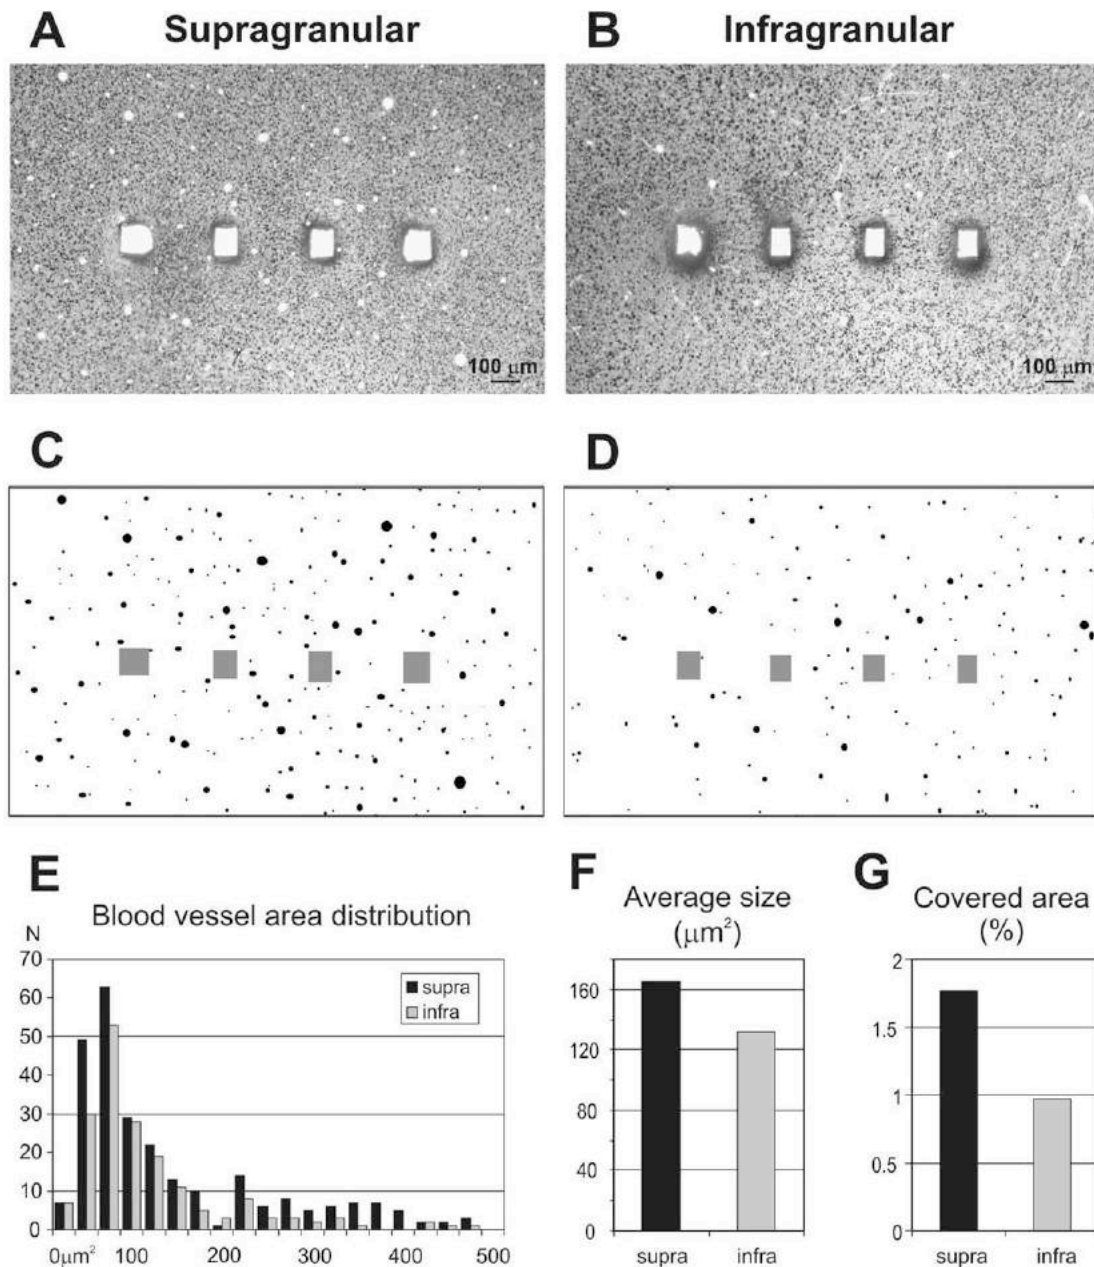 A Supragranular
B Infragranular
100 μm
100 μm
C
D
E
Blood vessel area distribution
N
70
60
50
40
30
20
10
0
supra
infra
0μm²
100
200
300
400
500
F
Average size
(μm²)
160
120
80
40
0
supra
infra
G
Covered area
(%)
2
1.5
1
0.5
0
supra
infra